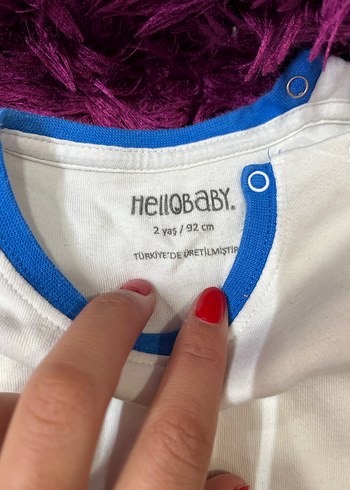 HellOBaBY.
2 yaş / 92 cm
TÜRKİYE'DE ÜRETİLMİŞTİR